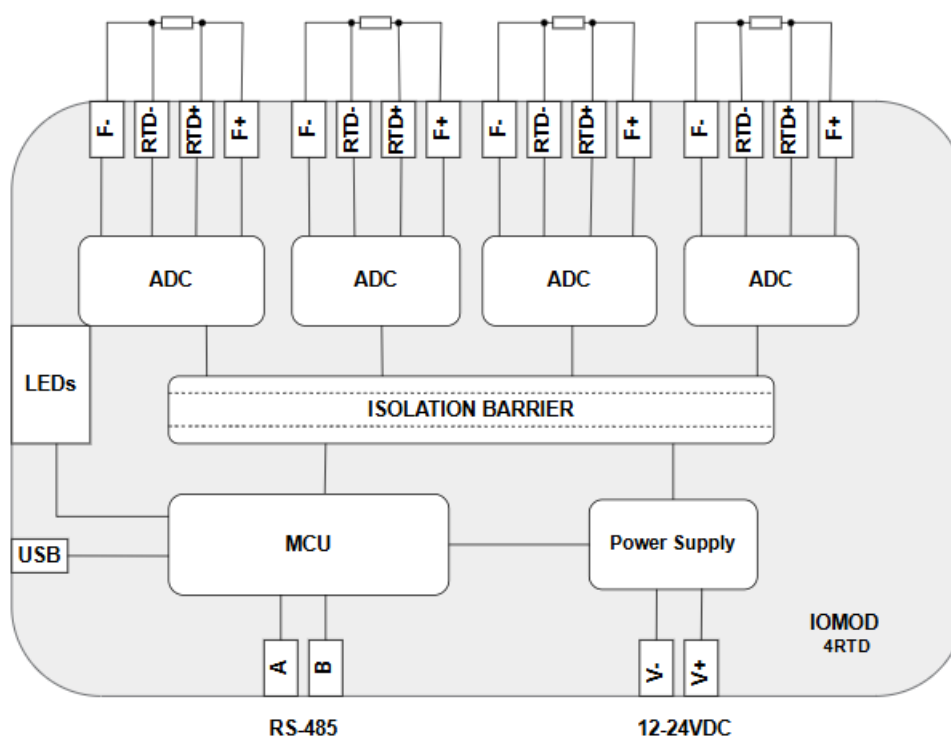 F- RTD- RTD+ F+ F- RTD- RTD+ F+ F- RTD- RTD+ F+ F- RTD- RTD+ F+
ADC ADC ADC ADC
LEDs
ISOLATION BARRIER
MCU
Power Supply
USB
IOMOD
4RTD
A B V- V+
RS-485 12-24VDC